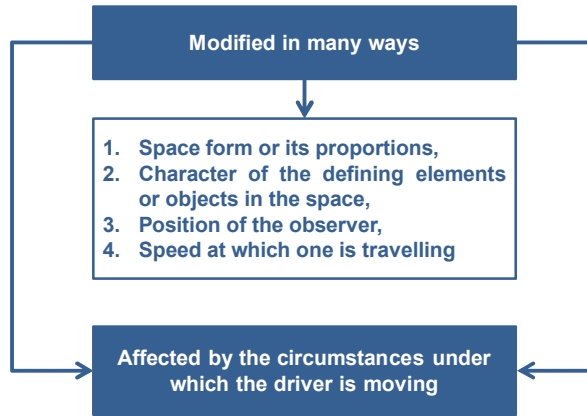 Modified in many ways
1. Space form or its proportions,
2. Character of the defining elements
or objects in the space,
3. Position of the observer,
4. Speed at which one is travelling
Affected by the circumstances under
which the driver is moving